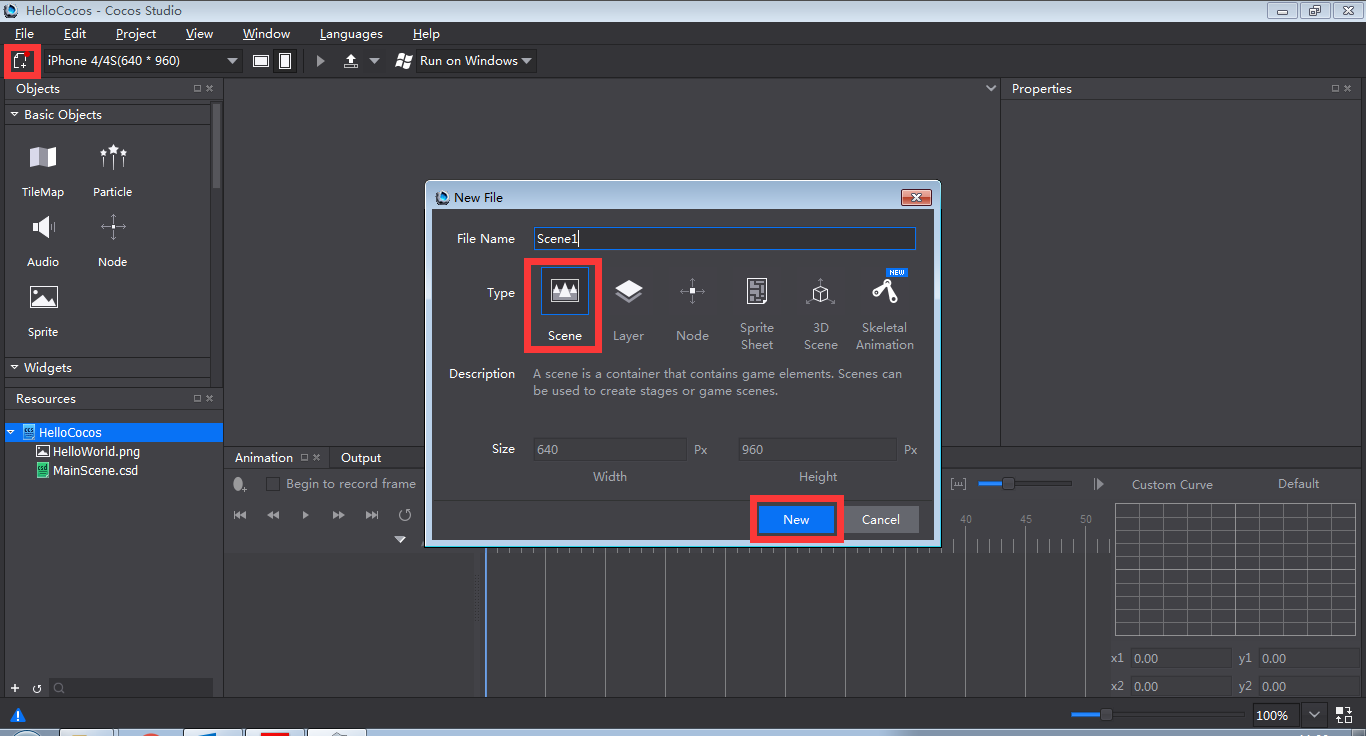 HelloCocos - Cocos Studio
File Edit Project View Window Languages Help
iPhone 4/4S(640 * 960) Run on Windows
Objects
Properties
Basic Objects
TileMap Particle
Audio Node
Sprite
Widgets
Resources
HelloCocos
HelloWorld.png
MainScene.csd
New File
File Name Scene1
Type
NEW
Scene Layer Node Sprite Sheet 3D Scene Skeletal Animation
Description A scene is a container that contains game elements. Scenes can
be used to create stages or game scenes.
Size 640 Px 960 Px
Width Height
New Cancel
Animation Output
Begin to record frame
Custom Curve Default
40 45 50
x1 0.00 y1 0.00
x2 0.00 y2 0.00
100%